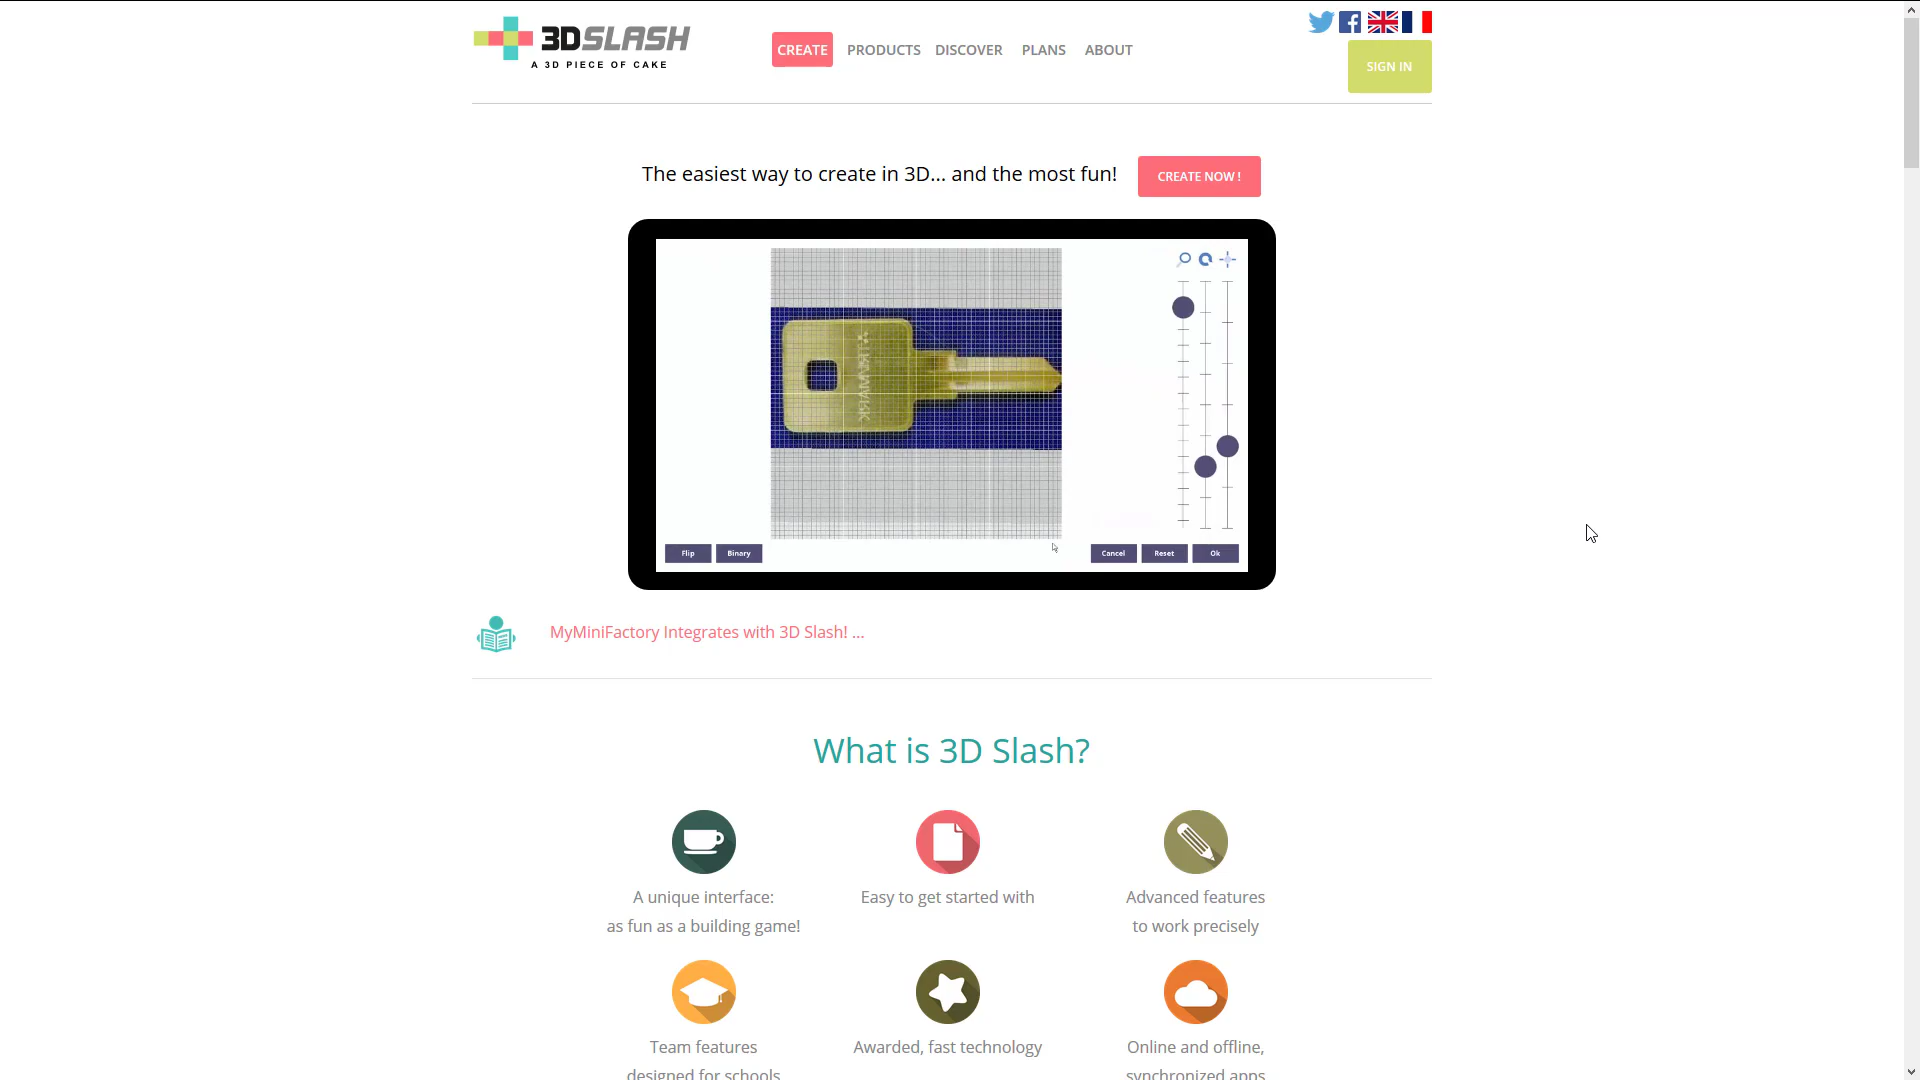 3DSLASH
A 3D PIECE OF CAKE
CREATE PRODUCTS DISCOVER PLANS ABOUT
SIGN IN
The easiest way to create in 3D... and the most fun!
CREATE NOW !
TRIMARK
Flip Binary Cancel Reset Ok
MyMiniFactory Integrates with 3D Slash! ...
What is 3D Slash?
A unique interface:
as fun as a building game!
Easy to get started with
Advanced features
to work precisely
Team features
designed for schools
Awarded, fast technology
Online and offline,
synchronized apps